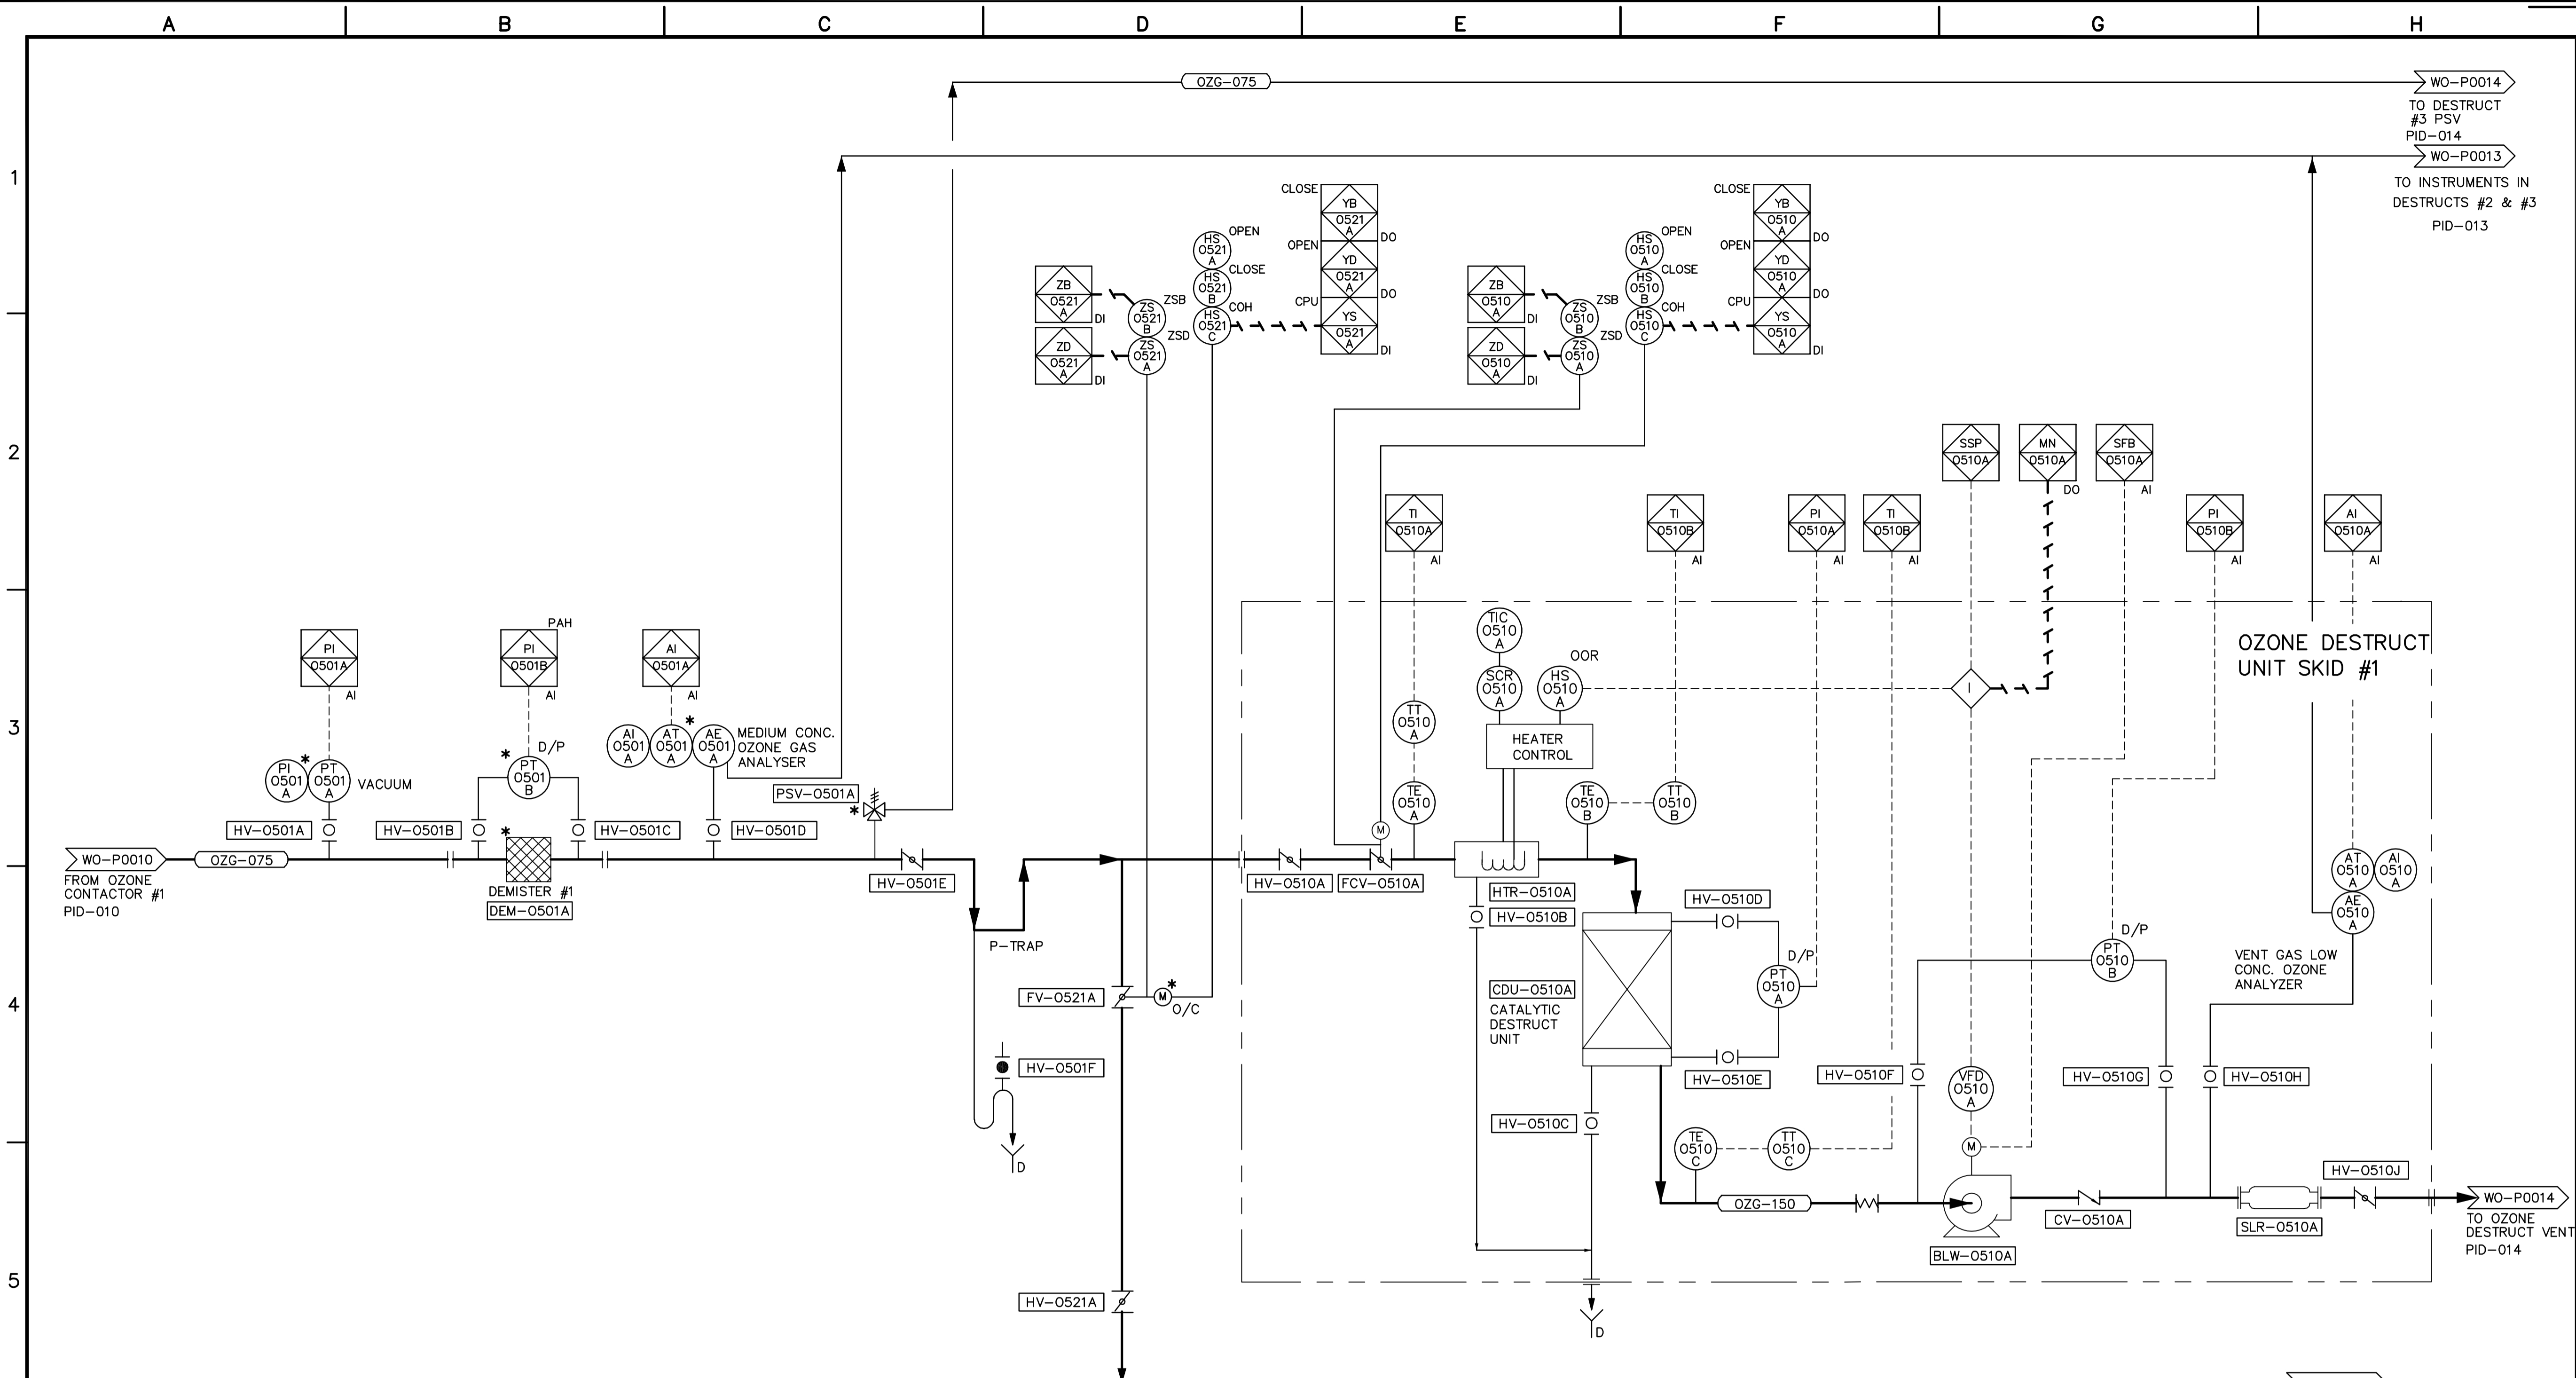 A
B
C
D
E
F
G
H
1
2
3
4
5
OZG-075
WO-P0014
TO DESTRUCT
#3 PSV
PID-014
WO-P0013
TO INSTRUMENTS IN
DESTRUCTS #2 & #3
PID-013
ZB
0521
A
DI
ZD
0521
A
DI
ZS
0521
B
ZSB
ZS
0521
A
ZSD
HS
0521
A
OPEN
HS
0521
B
CLOSE
HS
0521
C
COH
CLOSE
YB
0521
A
DO
OPEN
YD
0521
A
DO
CPU
YS
0521
A
DI
ZB
0510
A
DI
ZD
0510
A
DI
ZS
0510
B
ZSB
ZS
0510
A
ZSD
HS
0510
A
OPEN
HS
0510
B
CLOSE
HS
0510
C
COH
CLOSE
YB
0510
A
DO
OPEN
YD
0510
A
DO
CPU
YS
0510
A
DI
SSP
0510A
MN
0510A
DO
SFB
0510A
AI
TI
0510A
AI
TI
0510B
AI
PI
0510A
AI
TI
0510B
AI
PI
0510B
AI
AI
0510A
AI
OZONE DESTRUCT
UNIT SKID #1
PI
0501A
AI
PAH
PI
0501B
AI
AI
0501A
AI
PI
0501
A
*
PT
0501
A
VACUUM
*
D/P
PT
0501
B
AI
0501
A
AT
0501
A
*
AE
0501
A
MEDIUM CONC.
OZONE GAS
ANALYSER
PSV-0501A
*
HV-0501A
HV-0501B
*
HV-0501C
HV-0501D
WO-P0010
FROM OZONE
CONTACTOR #1
PID-010
OZG-075
DEMISTER #1
DEM-0501A
HV-0501E
P-TRAP
HV-0501F
D
FV-0521A
M
*
O/C
HV-0521A
TIC
0510
A
SCR
0510
A
OOR
HS
0510
A
HEATER
CONTROL
TT
0510
A
TE
0510
A
M
TE
0510
B
TT
0510
B
I
HV-0510A
FCV-0510A
HTR-0510A
HV-0510B
CDU-0510A
CATALYTIC
DESTRUCT
UNIT
HV-0510C
D
HV-0510D
D/P
PT
0510
A
HV-0510E
TE
0510
C
TT
0510
C
OZG-150
HV-0510F
VFD
0510
A
M
BLW-0510A
D/P
PT
0510
B
HV-0510G
HV-0510H
CV-0510A
AT
0510
A
AI
0510
A
AE
0510
A
VENT GAS LOW
CONC. OZONE
ANALYZER
SLR-0510A
HV-0510J
WO-P0014
TO OZONE
DESTRUCT VENT
PID-014